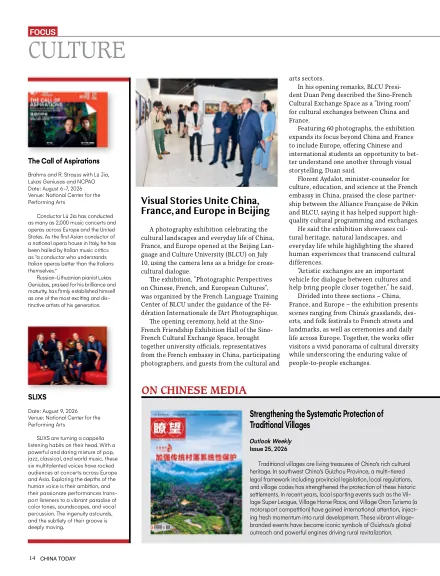 FOCUS
CULTURE
THE CALL OF
ASPIRATIONS
The Call of Aspirations
Brahms and R. Strauss with Lü Jia,
Lukas Geniusas and NCPAO
Date: August 6-7, 2026
Venue: National Center for the
Performing Arts
Conductor Lü Jia has conducted
as many as 2,000 music concerts and
operas across Europe and the United
States. As the first Asian conductor of
a national opera house in Italy, he has
been hailed by Italian music critics
as "a conductor who understands
Italian opera better than the Italians
themselves."
Russian-Lithuanian pianist Lukas
Geniusas, praised for his brilliance and
maturity, has firmly established himself
as one of the most exciting and dis-
tinctive artists of his generation.
SLIXS
Date: August 9, 2026
Venue: National Center for the
Performing Arts
SLIXS are turning a cappella
listening habits on their head. With a
powerful and daring mixture of pop,
jazz, classical, and world music, these
six multitalented voices have rocked
audiences at concerts across Europe
and Asia. Exploring the depths of the
human voice is their ambition, and
their passionate performances trans-
port listeners to a vibrant paradise of
color tones, soundscapes, and vocal
percussion. The ingenuity astounds,
and the subtlety of their groove is
deeply moving.
Visual Stories Unite China,
France, and Europe in Beijing
A photography exhibition celebrating the
cultural landscapes and everyday life of China,
France, and Europe opened at the Beijing Lan-
guage and Culture University (BLCU) on July
10, using the camera lens as a bridge for cross-
cultural dialogue.
The exhibition, "Photographic Perspectives
on Chinese, French, and European Cultures",
was organized by the French Language Training
Center of BLCU under the guidance of the Fé-
dération Internationale de l'Art Photographique.
The opening ceremony, held at the Sino-
French Friendship Exhibition Hall of the Sino-
French Cultural Exchange Space, brought
together university officials, representatives
from the French embassy in China, participating
photographers, and guests from the cultural and
arts sectors.
In his opening remarks, BLCU Presi-
dent Duan Peng described the Sino-French
Cultural Exchange Space as a "living room"
for cultural exchanges between China and
France.
Featuring 60 photographs, the exhibition
expands its focus beyond China and France
to include Europe, offering Chinese and
international students an opportunity to bet-
ter understand one another through visual
storytelling, Duan said.
Florent Aydalot, minister-counselor for
culture, education, and science at the French
embassy in China, praised the close partner-
ship between the Alliance Française de Pékin
and BLCU, saying it has helped support high-
quality cultural programming and exchanges.
He said the exhibition showcases cul-
tural heritage, natural landscapes, and
everyday life while highlighting the shared
human experiences that transcend cultural
differences.
"Artistic exchanges are an important
vehicle for dialogue between cultures and
help bring people closer together," he said.
Divided into three sections – China,
France, and Europe – the exhibition presents
scenes ranging from China's grasslands, des-
erts, and folk festivals to French streets and
landmarks, as well as ceremonies and daily
life across Europe. Together, the works offer
visitors a vivid panorama of cultural diversity
while underscoring the enduring value of
people-to-people exchanges.
ON CHINESE MEDIA
瞭望
加强传统村落系统性保护
Strengthening the Systematic Protection of
Traditional Villages
Outlook Weekly
Issue 25, 2026
Traditional villages are living treasures of China's rich cultural
heritage. In southwest China's Guizhou Province, a multi-tiered
legal framework including provincial legislation, local regulations,
and village codes has strengthened the protection of these historic
settlements. In recent years, local sporting events such as the Vil-
lage Super League, Village Horse Race, and Village Gran Turismo (a
motorsport competition) have gained international attention, inject-
ing fresh momentum into rural development. These vibrant village-
branded events have become iconic symbols of Guizhou's global
outreach and powerful engines driving rural revitalization.
14 CHINA TODAY